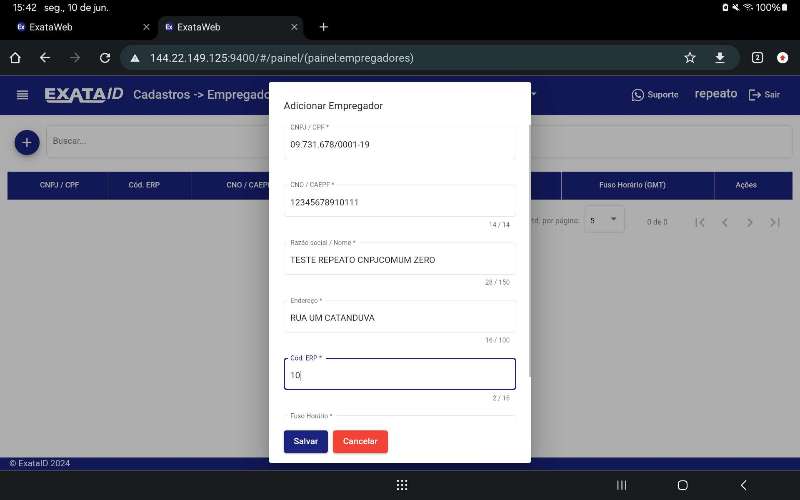 15:42 seg., 10 de jun.
100%
Ex ExataWeb
Ex ExataWeb
144.22.149.125:9400/#/painel/(painel:empregadores)
2
EXATAID Cadastros -> Empregado
Suporte repeato Sair
Buscar...
CNPJ / CPF Cód. ERP CNO / CAEPF Fuso Horário (GMT) Ações
por página: 5 0 de 0
Adicionar Empregador
CNPJ / CPF *
09.731.678/0001-19
CNO / CAEPF *
12345678910111
14 / 14
Razão social / Nome *
TESTE REPEATO CNPJCOMUM ZERO
28 / 150
Endereço *
RUA UM CATANDUVA
16 / 100
Cód. ERP *
10
2 / 16
Fuso Horário *
Salvar Cancelar
© ExataID 2024